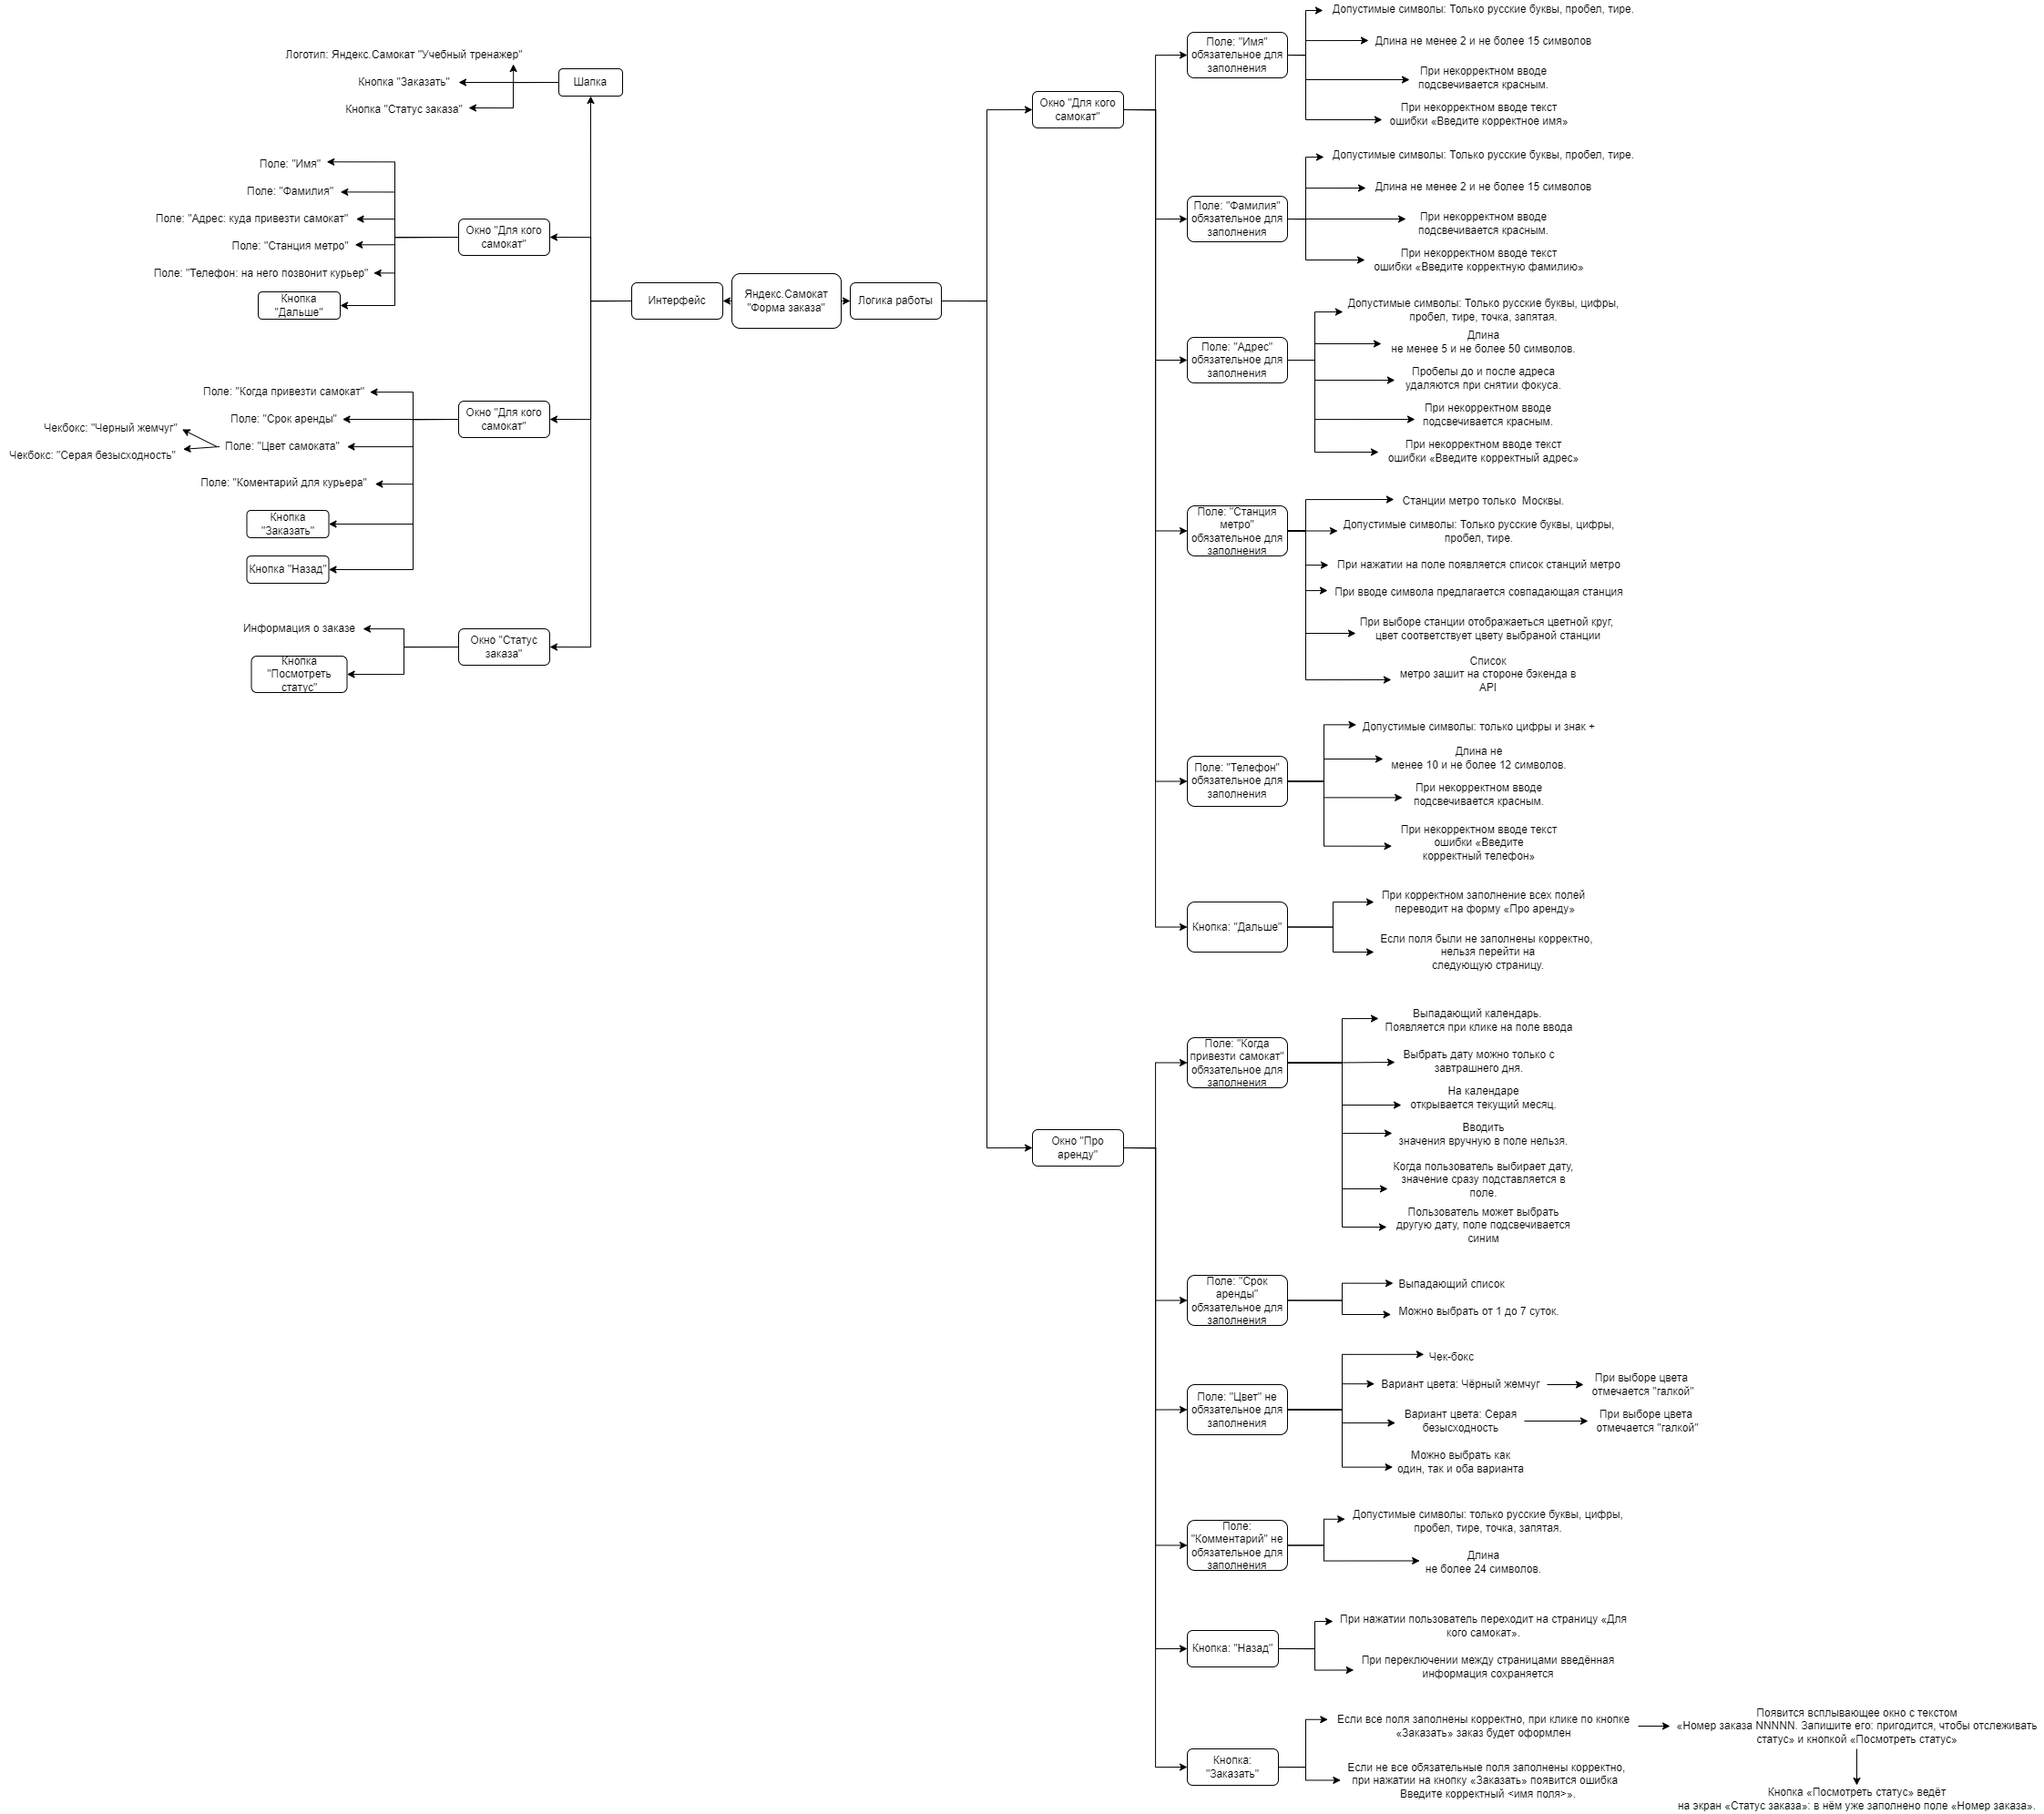 Логотип: Яндекс.Самокат "Учебный тренажер"
Кнопка "Заказать"
Кнопка "Статус заказа"
Шапка
Поле: "Имя"
Поле: "Фамилия"
Поле: "Адрес: куда привезти самокат"
Поле: "Станция метро"
Поле: "Телефон: на него позвонит курьер"
Кнопка
"Дальше"
Окно "Для кого
самокат"
Поле: "Когда привезти самокат"
Поле: "Срок аренды"
Чекбокс: "Черный жемчуг"
Поле: "Цвет самоката"
Чекбокс: "Серая безысходность"
Поле: "Коментарий для курьера"
Кнопка
"Заказать"
Кнопка "Назад"
Окно "Для кого
самокат"
Информация о заказе
Кнопка
"Посмотреть
статус"
Окно "Статус
заказа"
Интерфейс
Яндекс.Самокат
"Форма заказа"
Логика работы
Окно "Для кого
самокат"
Поле: "Имя"
обязательное для
заполнения
Допустимые символы: Только русские буквы, пробел, тире.
Длина не менее 2 и не более 15 символов
При некорректном вводе
подсвечивается красным.
При некорректном вводе текст
ошибки «Введите корректное имя»
Поле: "Фамилия"
обязательное для
заполнения
Допустимые символы: Только русские буквы, пробел, тире.
Длина не менее 2 и не более 15 символов
При некорректном вводе
подсвечивается красным.
При некорректном вводе текст
ошибки «Введите корректную фамилию»
Поле: "Адрес"
обязательное для
заполнения
Допустимые символы: Только русские буквы, цифры,
пробел, тире, точка, запятая.
Длина
не менее 5 и не более 50 символов.
Пробелы до и после адреса
удаляются при снятии фокуса.
При некорректном вводе
подсвечивается красным.
При некорректном вводе текст
ошибки «Введите корректный адрес»
Поле: "Станция
метро"
обязательное для
заполнения
Станции метро только  Москвы.
Допустимые символы: Только русские буквы, цифры,
пробел, тире.
При нажатии на поле появляется список станций метро
При вводе символа предлагается совпадающая станция
При выборе станции отображаеться цветной круг,
цвет соответствует цвету выбраной станции
Список
метро зашит на стороне бэкенда в
API
Поле: "Телефон"
обязательное для
заполнения
Допустимые символы: только цифры и знак +
Длина не
менее 10 и не более 12 символов.
При некорректном вводе
подсвечивается красным.
При некорректном вводе текст
ошибки «Введите
корректный телефон»
Кнопка: "Дальше"
При корректном заполнение всех полей
переводит на форму «Про аренду»
Если поля были не заполнены корректно,
нельзя перейти на
следующую страницу.
Окно "Про
аренду"
Поле: "Когда
привезти самокат"
обязательное для
заполнения
Выпадающий календарь.
Появляется при клике на поле ввода
Выбрать дату можно только с
завтрашнего дня.
На календаре
открывается текущий месяц.
Вводить
значения вручную в поле нельзя.
Когда пользователь выбирает дату,
значение сразу подставляется в
поле.
Пользователь может выбрать
другую дату, поле подсвечивается
синим
Поле: "Срок
аренды"
обязательное для
заполнения
Выпадающий список
Можно выбрать от 1 до 7 суток.
Поле: "Цвет" не
обязательное для
заполнения
Чек-бокс
Вариант цвета: Чёрный жемчуг
При выборе цвета
отмечается "галкой"
Вариант цвета: Серая
безысходность
При выборе цвета
отмечается "галкой"
Можно выбрать как
один, так и оба варианта
Поле:
"Комментарий" не
обязательное для
заполнения
Допустимые символы: только русские буквы, цифры,
пробел, тире, точка, запятая.
Длина
не более 24 символов.
Кнопка: "Назад"
При нажатии пользователь переходит на страницу «Для
кого самокат».
При переключении между страницами введённая
информация сохраняется
Кнопка:
"Заказать"
Если все поля заполнены корректно, при клике по кнопке
«Заказать» заказ будет оформлен
Появится всплывающее окно с текстом
«Номер заказа NNNNN. Запишите его: пригодится, чтобы отслеживать
статус» и кнопкой «Посмотреть статус»
Если не все обязательные поля заполнены корректно,
при нажатии на кнопку «Заказать» появится ошибка
Введите корректный <имя поля>».
Кнопка «Посмотреть статус» ведёт
на экран «Статус заказа»: в нём уже заполнено поле «Номер заказа».